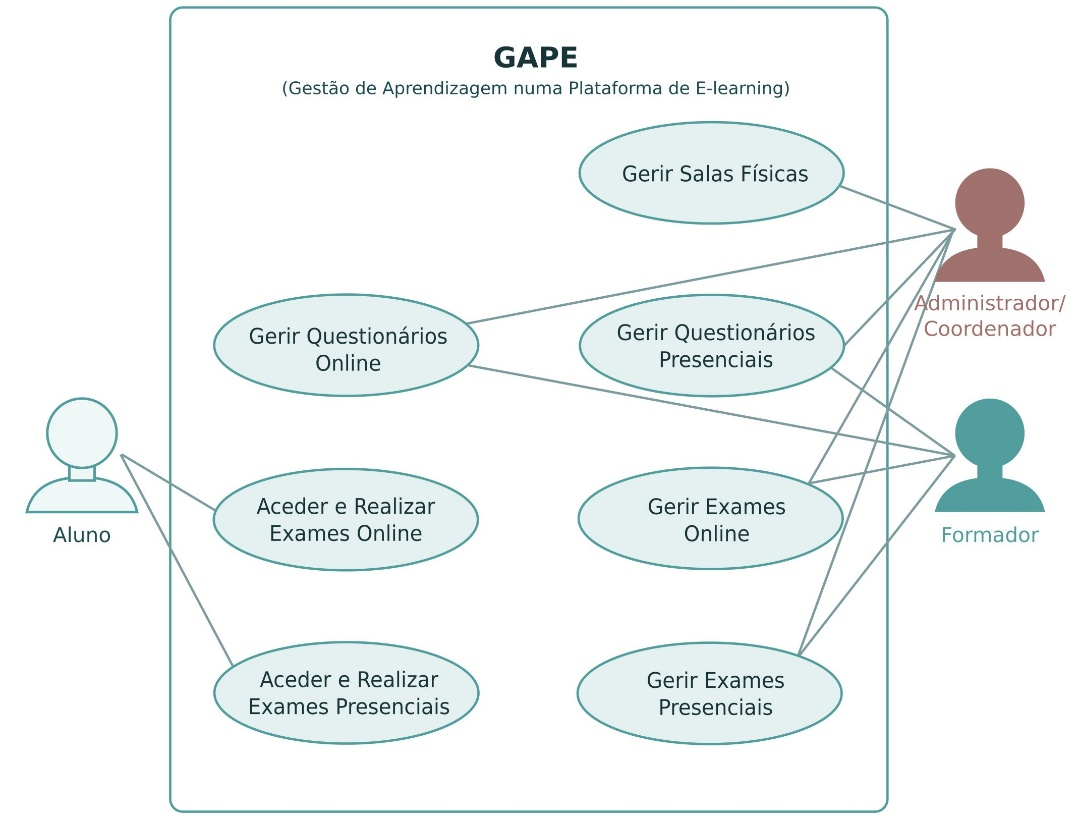 GAPE
(Gestão de Aprendizagem numa Plataforma de E-learning)
Gerir Salas Físicas
Administrador/
Coordenador
Gerir Questionários
Online
Gerir Questionários
Presenciais
Aluno
Aceder e Realizar
Exames Online
Gerir Exames
Online
Formador
Aceder e Realizar
Exames Presenciais
Gerir Exames
Presenciais